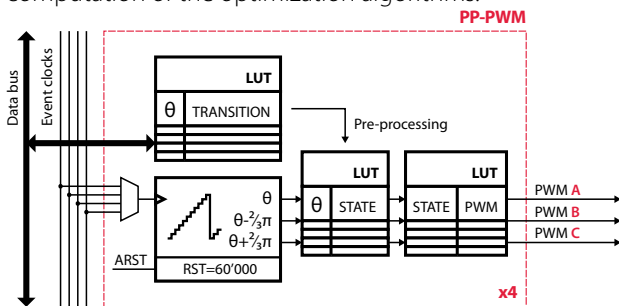 computation of the optimization algorithms.
PP-PWM
Data bus
Event clocks
LUT
θ TRANSITION
Pre-processing
LUT
LUT
θ STATE
STATE PWM
θ
θ-⅔π
θ+⅔π
PWM A
PWM B
PWM C
ARST
RST=60'000
x4